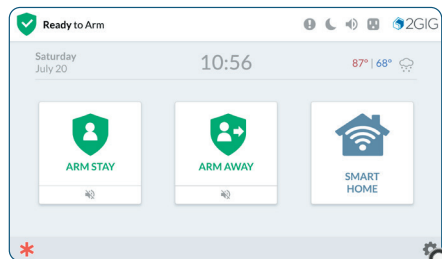 Ready to Arm
2GIG
Saturday
July 20
10:56
87° | 68°
ARM STAY
ARM AWAY
SMART
HOME